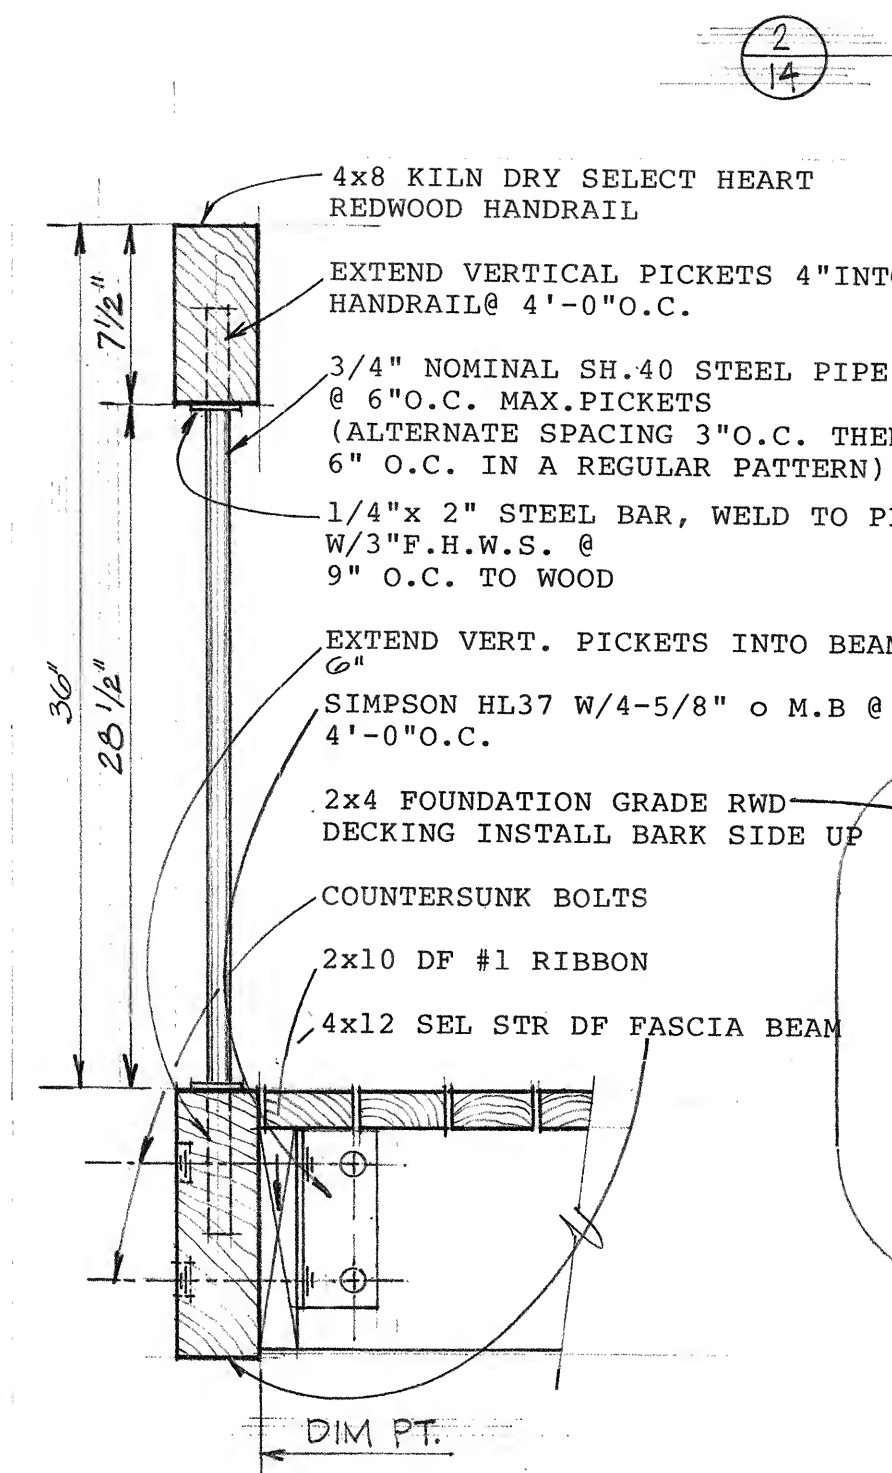 2
14
4x8 KILN DRY SELECT HEART
REDWOOD HANDRAIL
EXTEND VERTICAL PICKETS 4"INTO
HANDRAIL@ 4'-0"O.C.
3/4" NOMINAL SH.40 STEEL PIPE
@ 6"O.C. MAX.PICKETS
(ALTERNATE SPACING 3"O.C. THEN
6" O.C. IN A REGULAR PATTERN)
1/4"x 2" STEEL BAR, WELD TO
W/3"F.H.W.S. @
9" O.C. TO WOOD
EXTEND VERT. PICKETS INTO BEAM
6"
SIMPSON HL37 W/4-5/8" o M.B @
4'-0"O.C.
2x4 FOUNDATION GRADE RWD
DECKING INSTALL BARK SIDE UP
COUNTERSUNK BOLTS
2x10 DF #1 RIBBON
4x12 SEL STR DF FASCIA BEAM
7 1/2"
36"
28 1/2"
DIM PT.